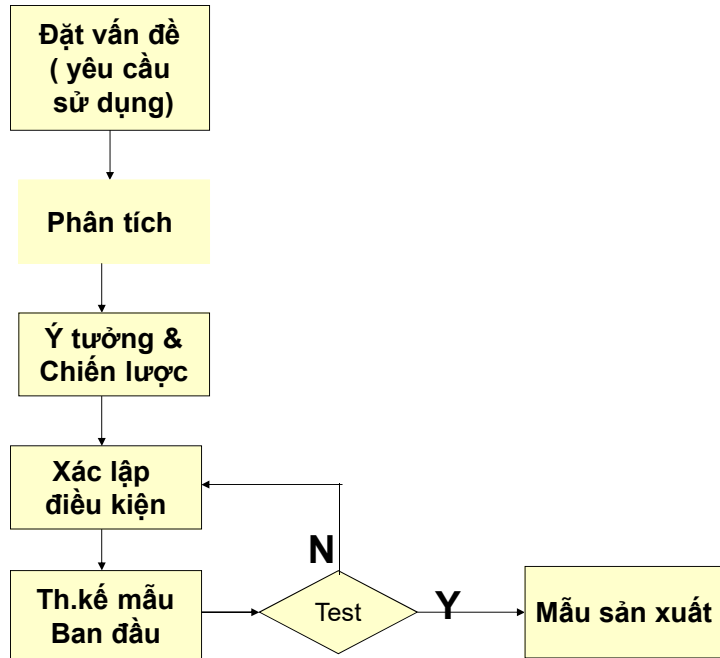 Đặt vấn đề
( yêu cầu
sử dụng)
Phân tích
Ý tưởng &
Chiến lược
Xác lập
điều kiện
N
Th.kế mẫu
Ban đầu
Test
Y
Mẫu sản xuất